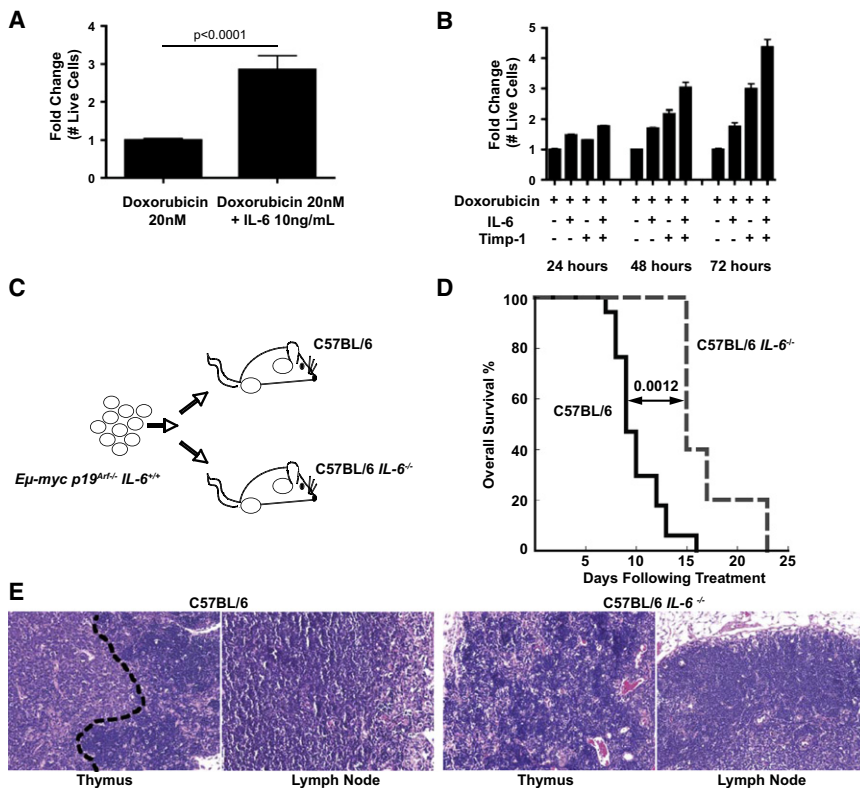 A
p<0.0001
Fold Change
(# Live Cells)
4
3
2
1
0
Doxorubicin
20nM
Doxorubicin 20nM
+ IL-6 10ng/mL
B
Fold Change
(# Live Cells)
5
4
3
2
1
0
Doxorubicin + + + + + + + + + + + +
IL-6 - + - + - + - + - + - +
Timp-1 - - + + - - + + - - + +
24 hours 48 hours 72 hours
C
C57BL/6
Eμ-myc p19Arf-/- IL-6+/+
C57BL/6 IL-6-/-
D
Overall Survival %
100
80
60
40
20
0
C57BL/6 IL-6-/-
0.0012
C57BL/6
5 10 15 20 25
Days Following Treatment
E
C57BL/6
C57BL/6 IL-6 -/-
Thymus
Lymph Node
Thymus
Lymph Node